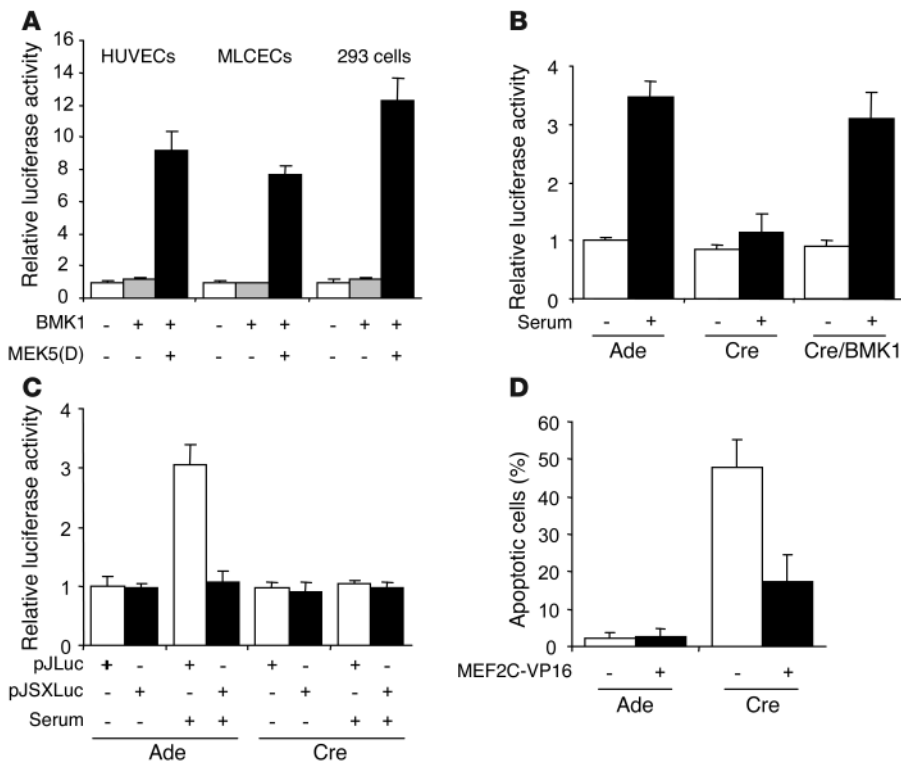 A
Relative luciferase activity
16
14
12
10
8
6
4
2
0
HUVECs MLCECs 293 cells
BMK1 - + + - + + - + +
MEK5(D) - - + - - + - - +
B
Relative luciferase activity
4
3
2
1
0
Serum - + - + - +
Ade Cre Cre/BMK1
C
Relative luciferase activity
4
3
2
1
0
pJLuc + - + - + - + -
pJSXLuc - + - + - + - +
Serum - - + + - - + +
Ade Cre
D
Apoptotic cells (%)
60
50
40
30
20
10
0
MEF2C-VP16 - + - +
Ade Cre